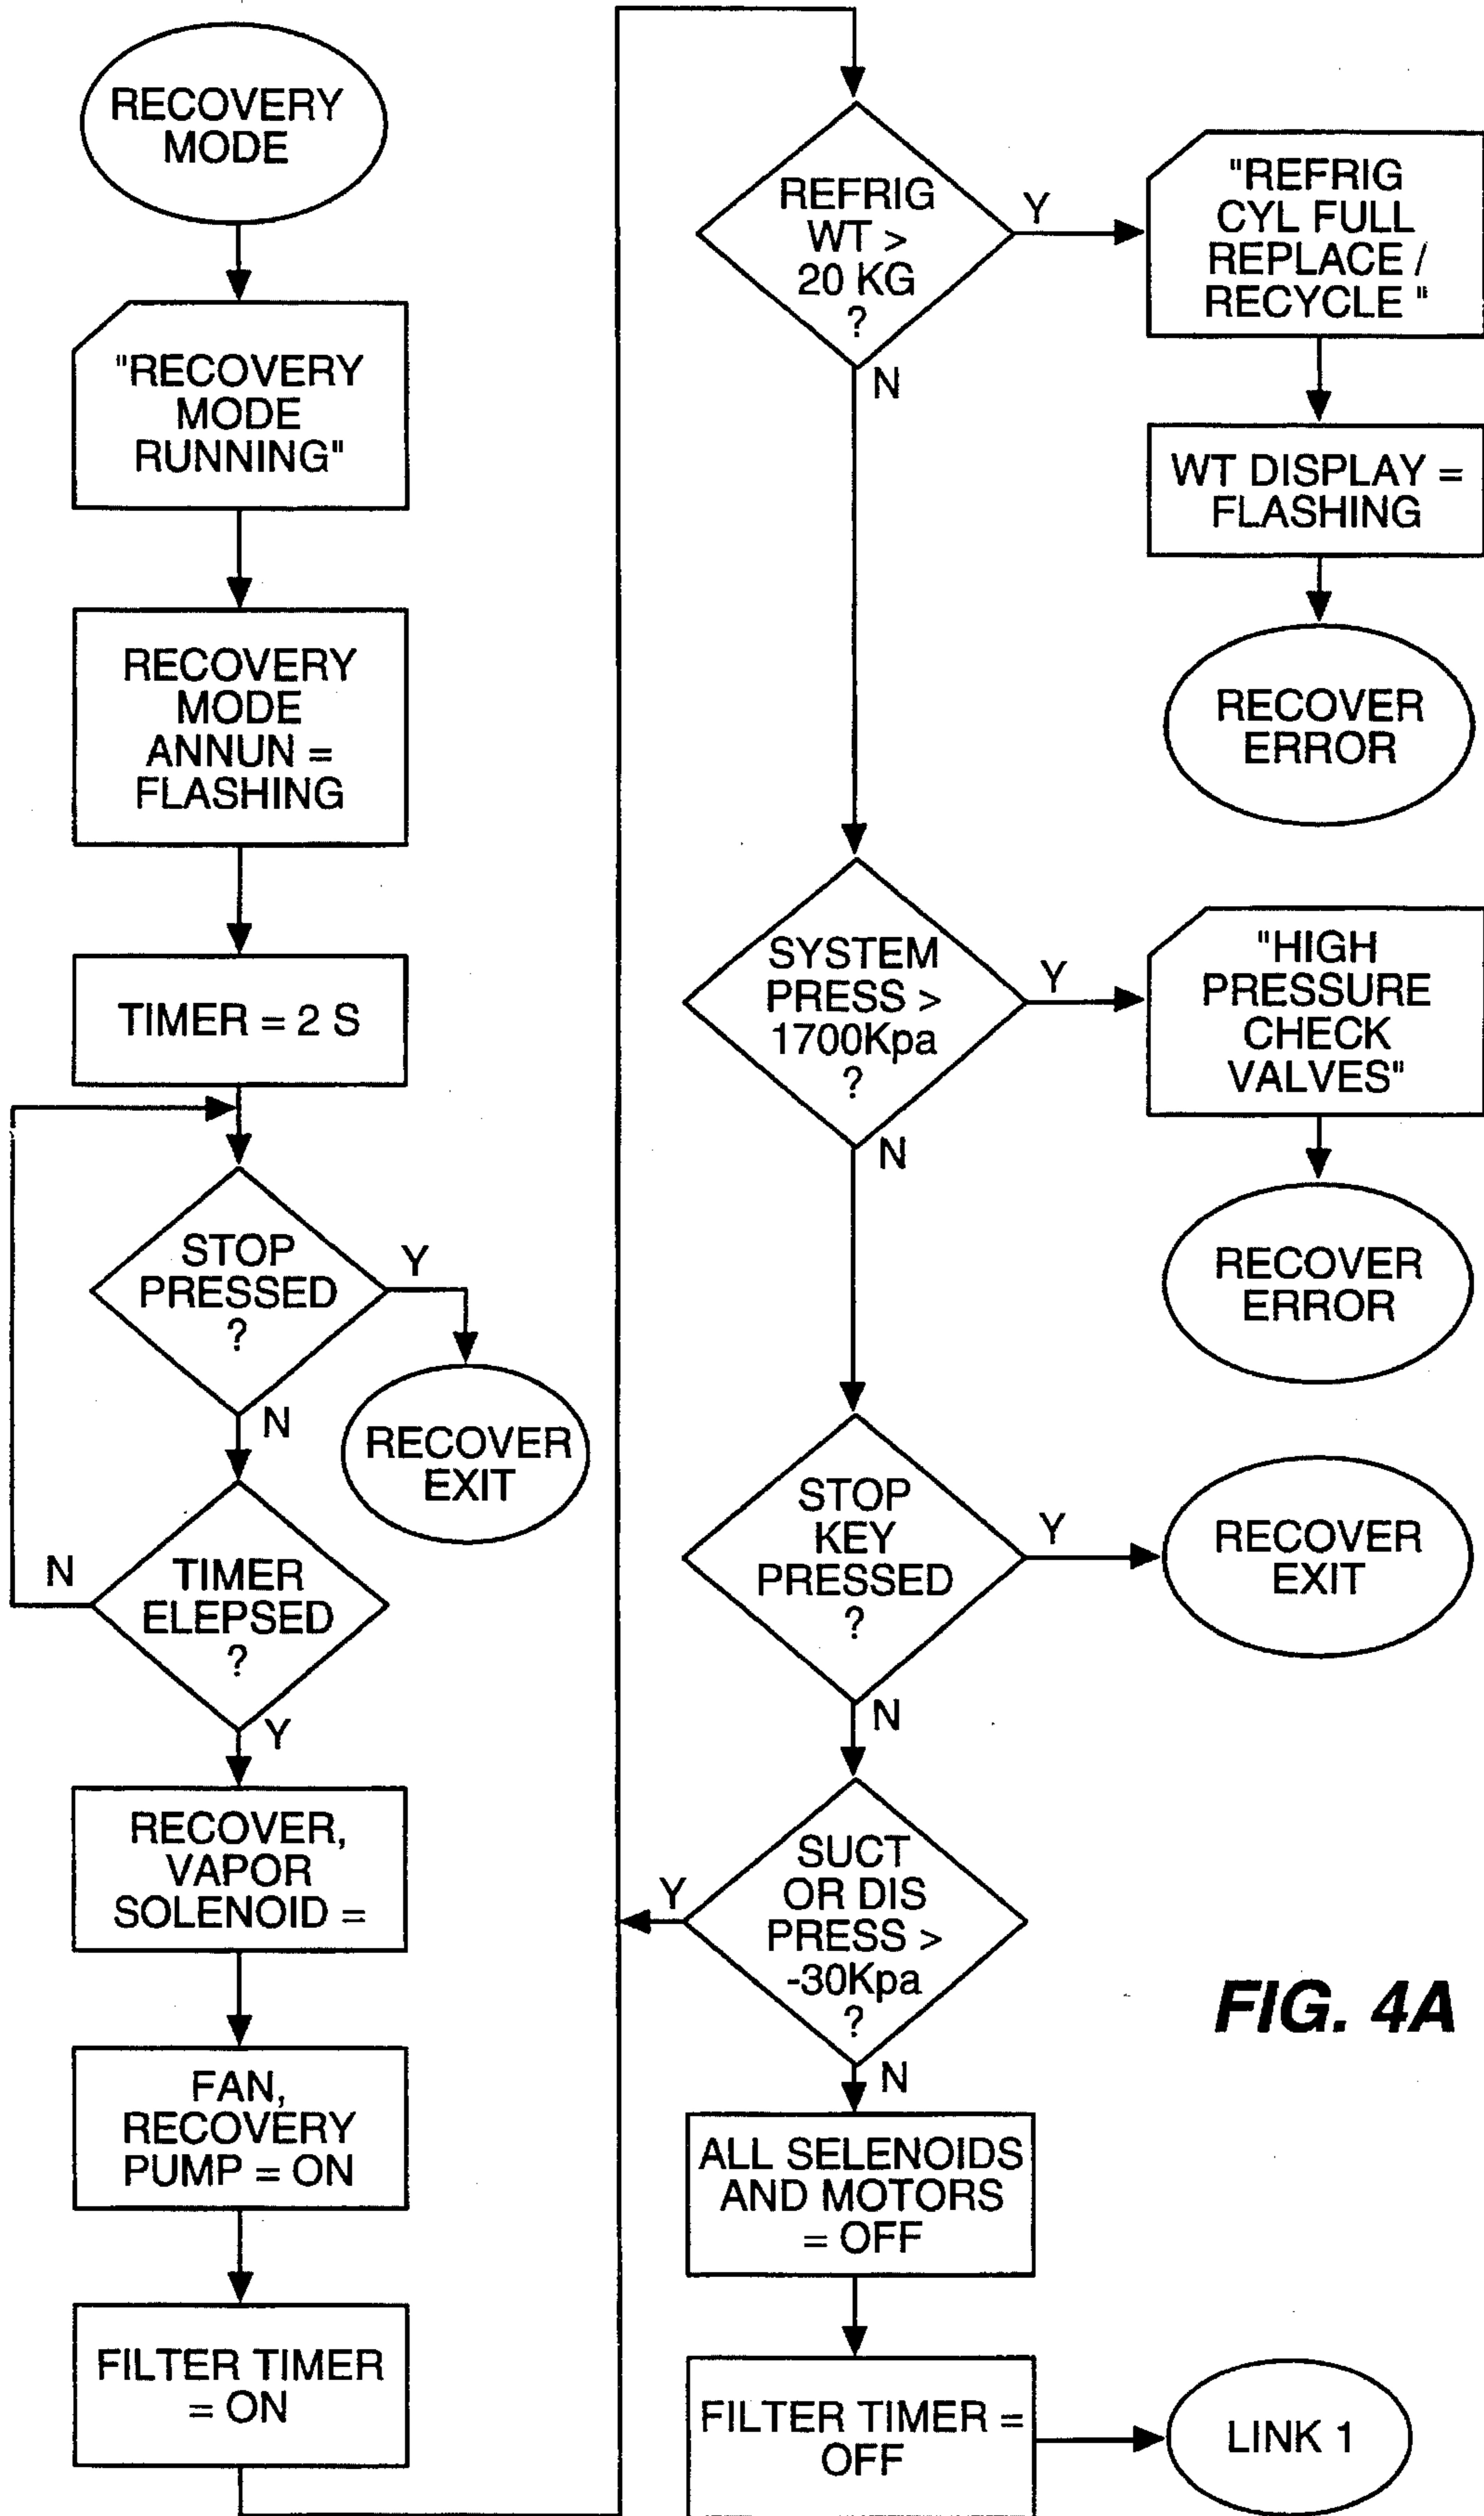 RECOVERY
MODE
"RECOVERY
MODE
RUNNING"
RECOVERY
MODE
ANNUN =
FLASHING
TIMER = 2 S
STOP
PRESSED
?
Y
N
RECOVER
EXIT
TIMER
ELEPSED
?
N
Y
RECOVER,
VAPOR
SOLENOID =
FAN,
RECOVERY
PUMP = ON
FILTER TIMER
= ON
REFRIG
WT >
20 KG
?
Y
N
"REFRIG
CYL FULL
REPLACE /
RECYCLE "
WT DISPLAY =
FLASHING
RECOVER
ERROR
SYSTEM
PRESS >
1700Kpa
?
Y
N
"HIGH
PRESSURE
CHECK
VALVES"
RECOVER
ERROR
STOP
KEY
PRESSED
?
Y
N
RECOVER
EXIT
SUCT
OR DIS
PRESS >
-30Kpa
?
Y
N
ALL SELENOIDS
AND MOTORS
= OFF
FILTER TIMER =
OFF
LINK 1
FIG. 4A